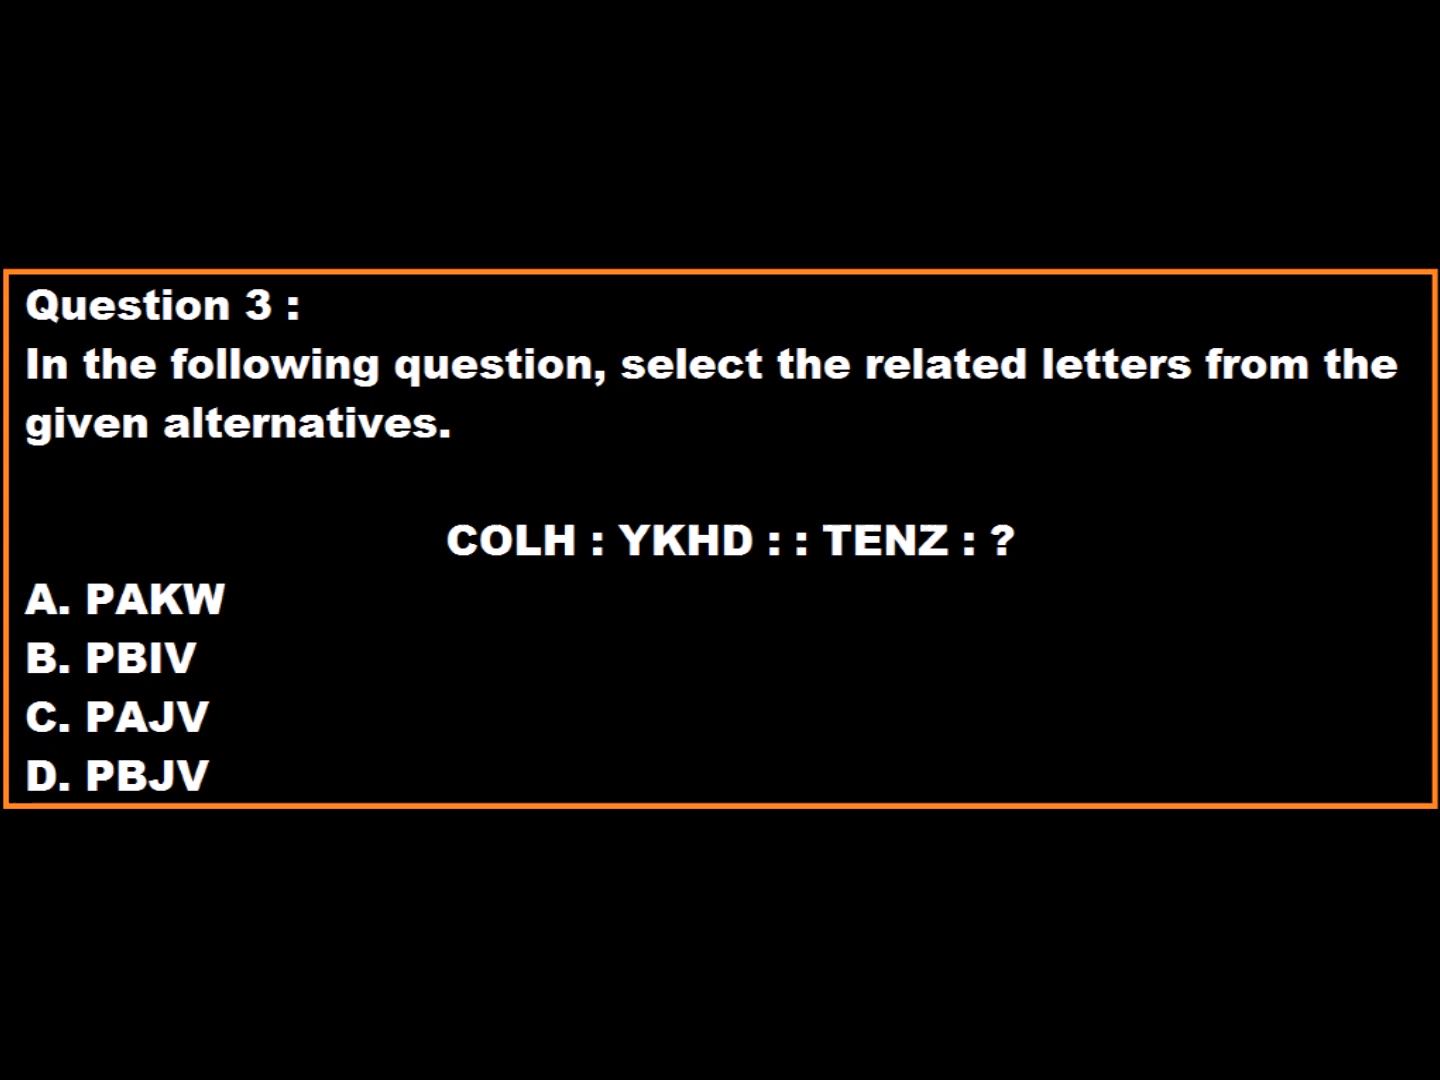 Question 3 :
In the following question, select the related letters from the
given alternatives.
COLH : YKHD : : TENZ : ?
A. PAKW
B. PBIV
C. PAJV
D. PBJV